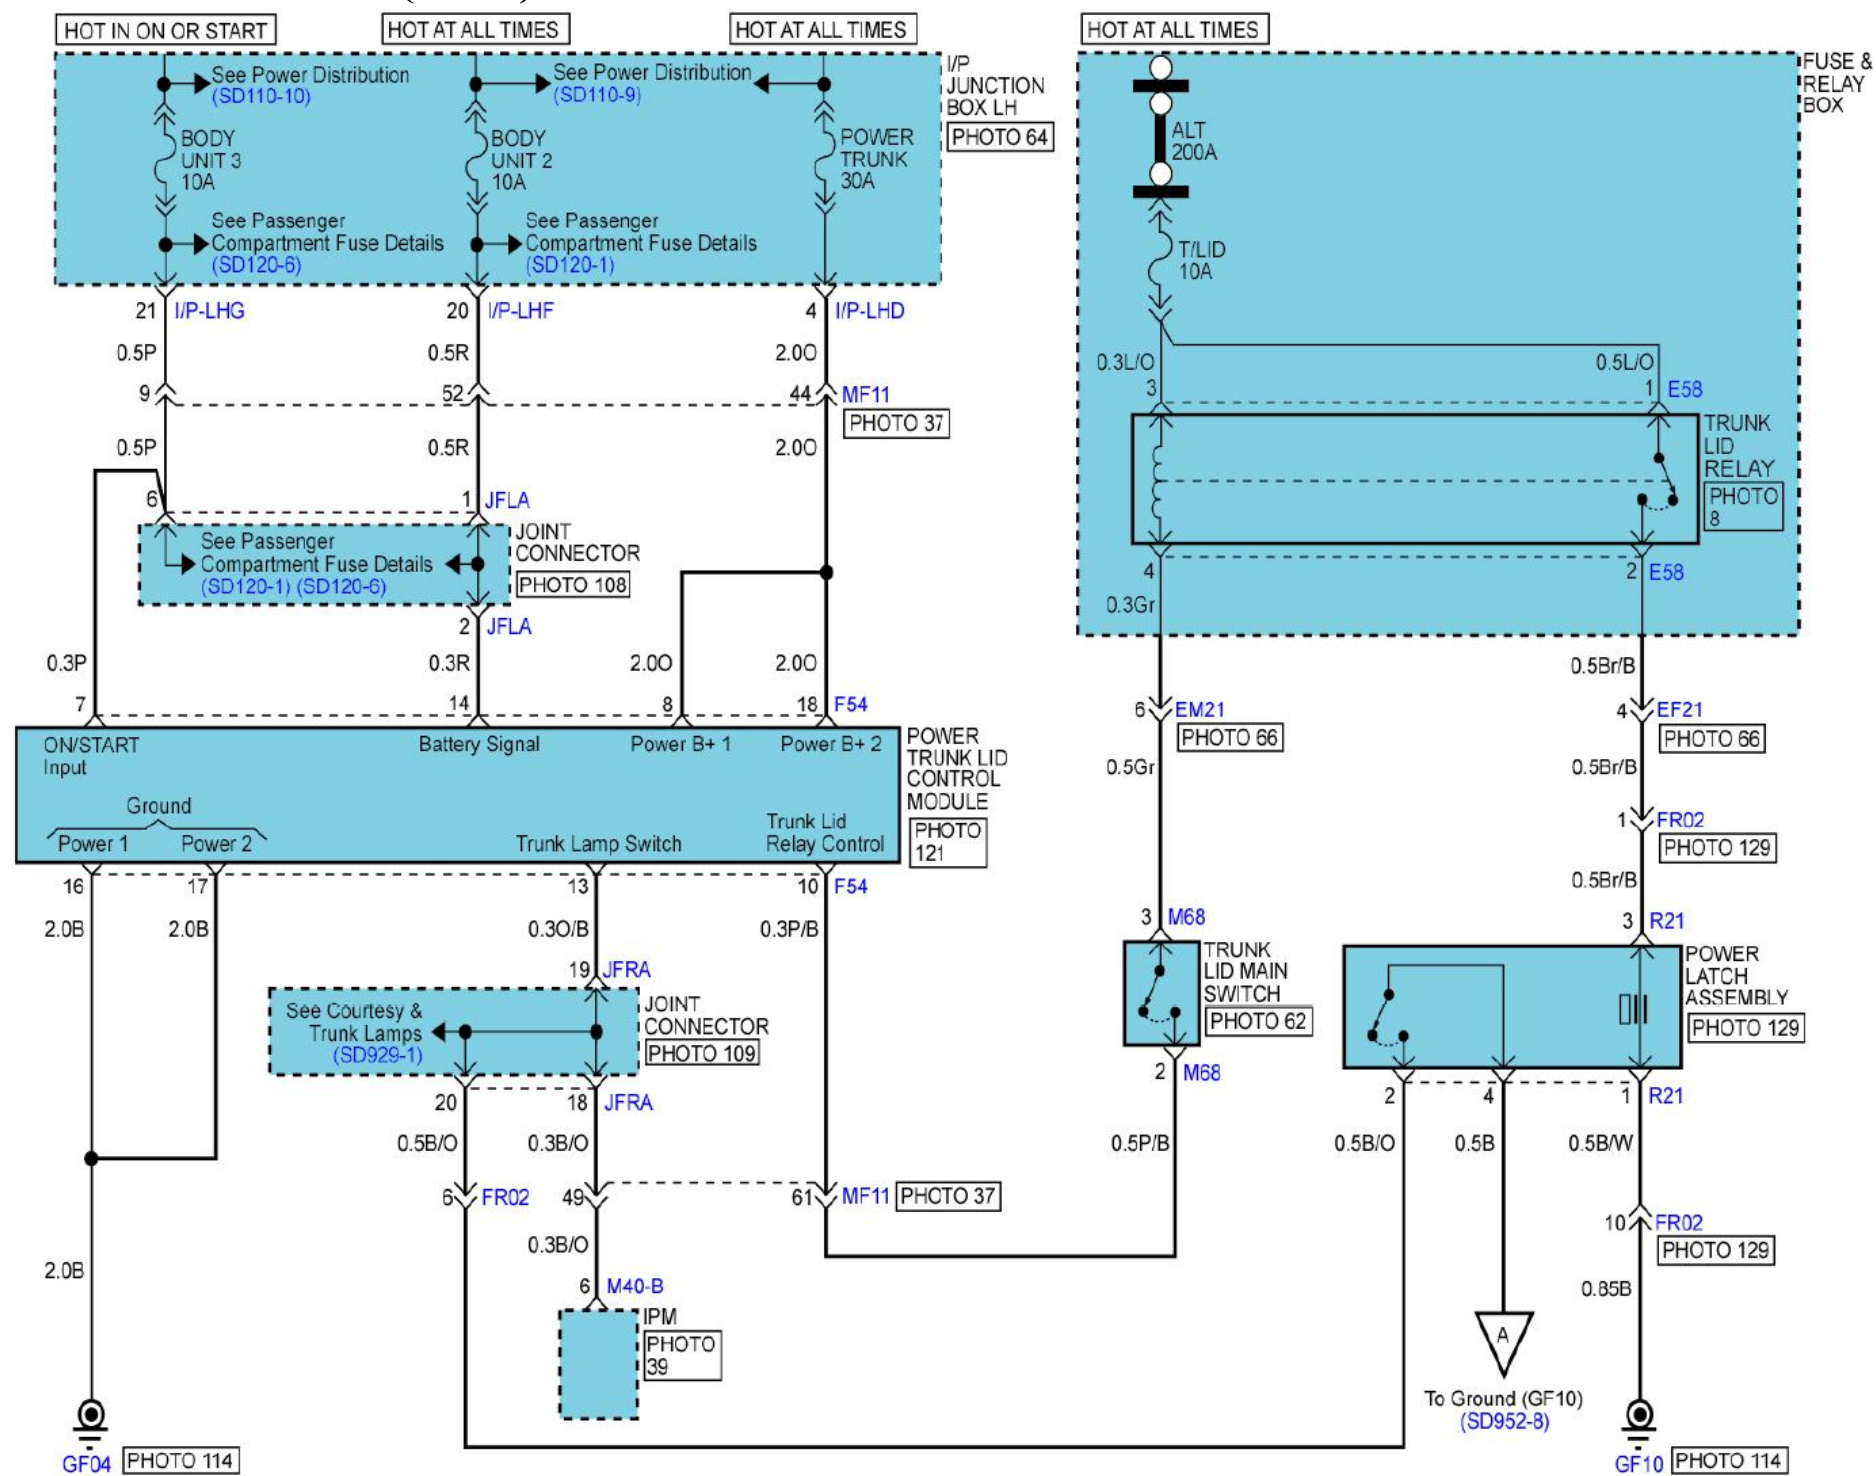 HOT IN ON OR START
HOT AT ALL TIMES
HOT AT ALL TIMES
HOT AT ALL TIMES
See Power Distribution
(SD110-10)
See Power Distribution
(SD110-9)
I/P
JUNCTION
BOX LH
PHOTO 64
FUSE &
RELAY
BOX
BODY
UNIT 3
10A
BODY
UNIT 2
10A
POWER
TRUNK
30A
ALT
200A
See Passenger
Compartment Fuse Details
(SD120-6)
See Passenger
Compartment Fuse Details
(SD120-1)
T/LID
10A
21 I/P-LHG
20 I/P-LHF
4 I/P-LHD
0.5P
0.5R
2.0O
0.3L/O
0.5L/O
9
52
44 MF11
PHOTO 37
3
1 E58
0.5P
0.5R
2.0O
TRUNK
LID
RELAY
PHOTO
8
6
1 JFLA
See Passenger
Compartment Fuse Details
(SD120-1) (SD120-6)
JOINT
CONNECTOR
PHOTO 108
4
2 E58
0.3Gr
2 JFLA
0.3P
0.3R
2.0O
2.0O
0.5Br/B
7
14
8
18 F54
6 EM21
PHOTO 66
4 EF21
PHOTO 66
ON/START
Input
Battery Signal
Power B+ 1
Power B+ 2
POWER
TRUNK LID
CONTROL
MODULE
PHOTO
121
0.5Gr
0.5Br/B
Ground
Power 1
Power 2
Trunk Lamp Switch
Trunk Lid
Relay Control
1 FR02
PHOTO 129
16
17
13
10 F54
0.5Br/B
2.0B
2.0B
0.3O/B
0.3P/B
3 M68
3 R21
19 JFRA
TRUNK
LID MAIN
SWITCH
PHOTO 62
POWER
LATCH
ASSEMBLY
PHOTO 129
See Courtesy &
Trunk Lamps
(SD929-1)
JOINT
CONNECTOR
PHOTO 109
2 M68
20
18 JFRA
2
4
1 R21
0.5B/O
0.3B/O
0.5P/B
0.5B/O
0.5B
0.5B/W
6 FR02
49
61 MF11
PHOTO 37
10 FR02
PHOTO 129
0.3B/O
2.0B
6 M40-B
0.85B
IPM
PHOTO
39
A
To Ground (GF10)
(SD952-8)
GF04 PHOTO 114
GF10 PHOTO 114